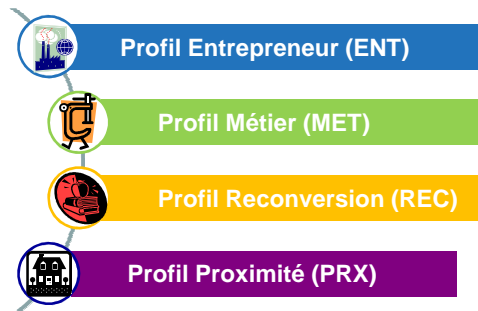 Profil Entrepreneur (ENT)
Profil Métier (MET)
Profil Reconversion (REC)
Profil Proximité (PRX)